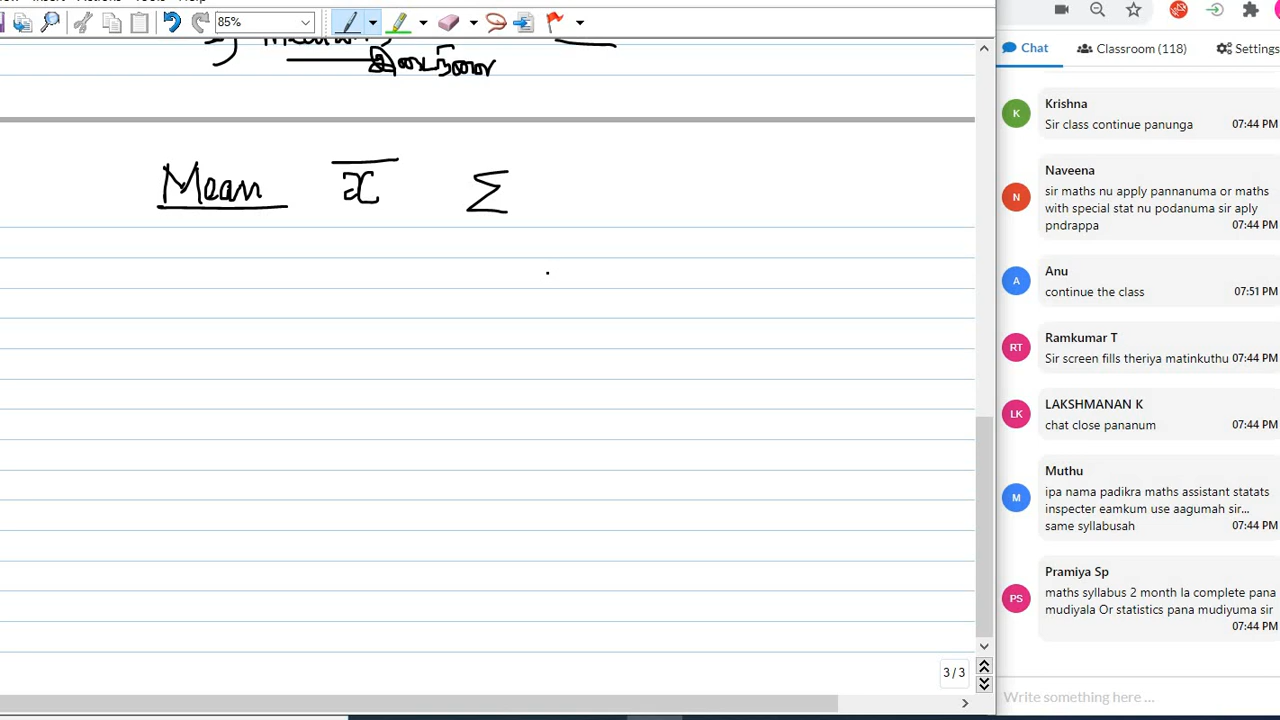 85%
இடைநிலை
Mean x̄ Σ
3/3
Chat
Classroom (118)
Settings
K
Krishna
Sir class continue panunga 07:44 PM
N
Naveena
sir maths nu apply pannanuma or maths
with special stat nu podanuma sir aply
pndrappa 07:44 PM
A
Anu
continue the class 07:51 PM
RT
Ramkumar T
Sir screen fills theriya matinkuthu 07:44 PM
LK
LAKSHMANAN K
chat close pananum 07:44 PM
M
Muthu
ipa nama padikra maths assistant statats
inspecter eamkum use aagumah sir...
same syllabusah 07:44 PM
PS
Pramiya Sp
maths syllabus 2 month la complete pana
mudiyala Or statistics pana mudiyuma sir
07:44 PM
Write something here ...